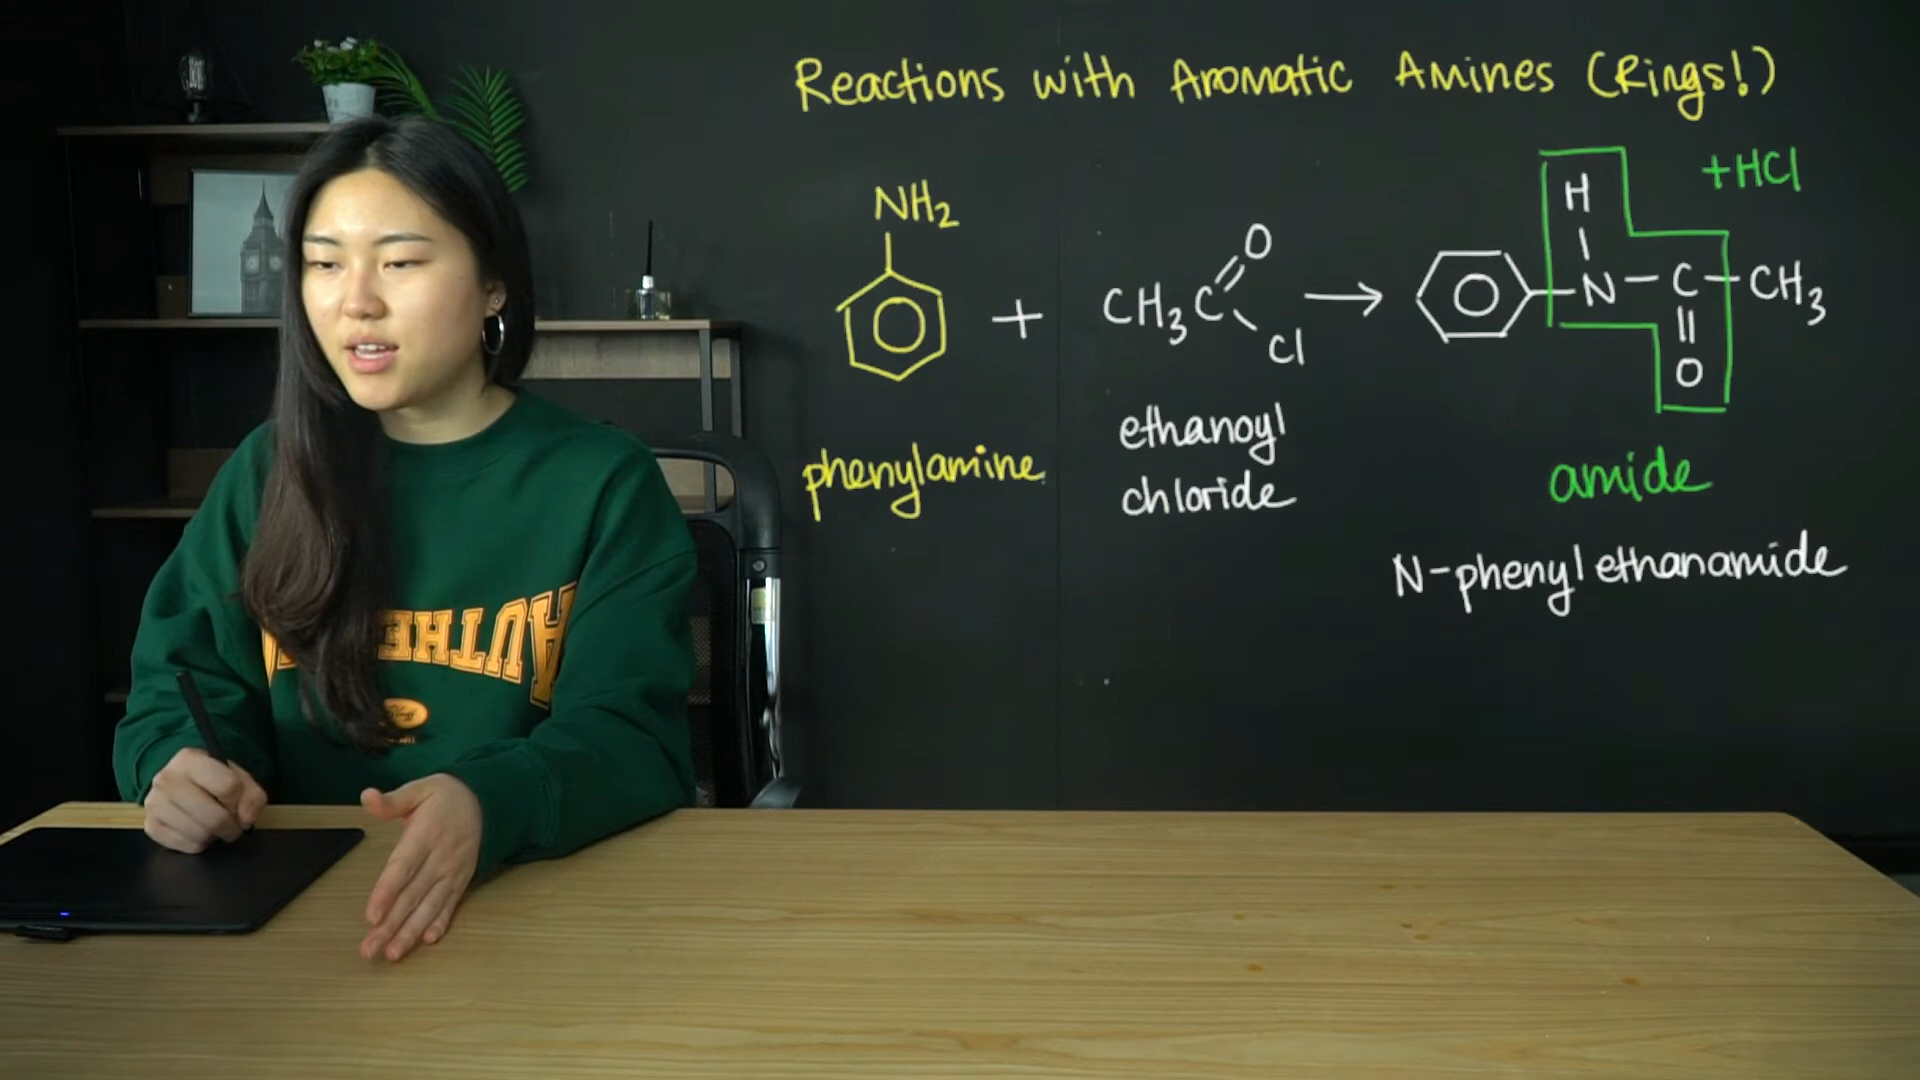 Reactions with Aromatic Amines (Rings!)
NH2
+
CH3C
O
Cl
→
H
N-C-CH3
O
+HCl
phenylamine
ethanoyl
chloride
amide
N-phenylethanamide